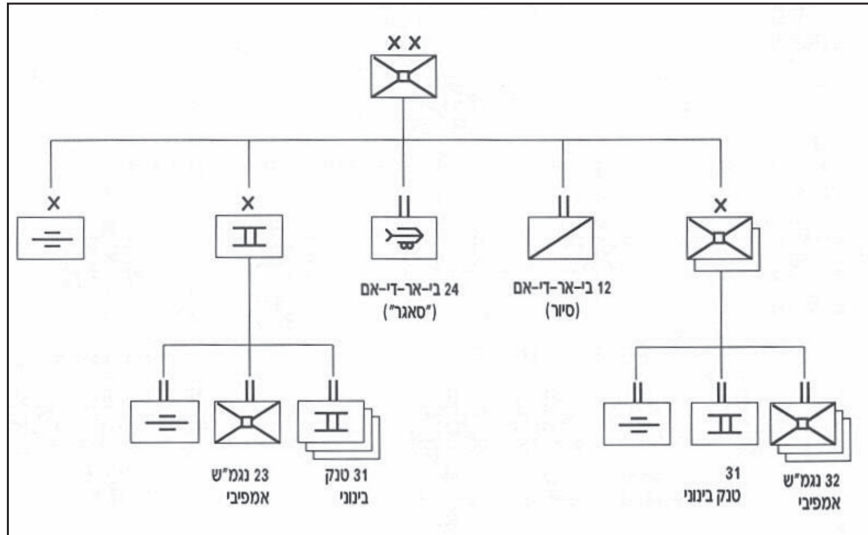 12 בי-אר-די-אם
(סיור)
24 בי-אר-די-אם
("סאגר")
32 נגמ"ש
אמפיבי
31
טנק בינוני
31 טנק
בינוני
23 נגמ"ש
אמפיבי